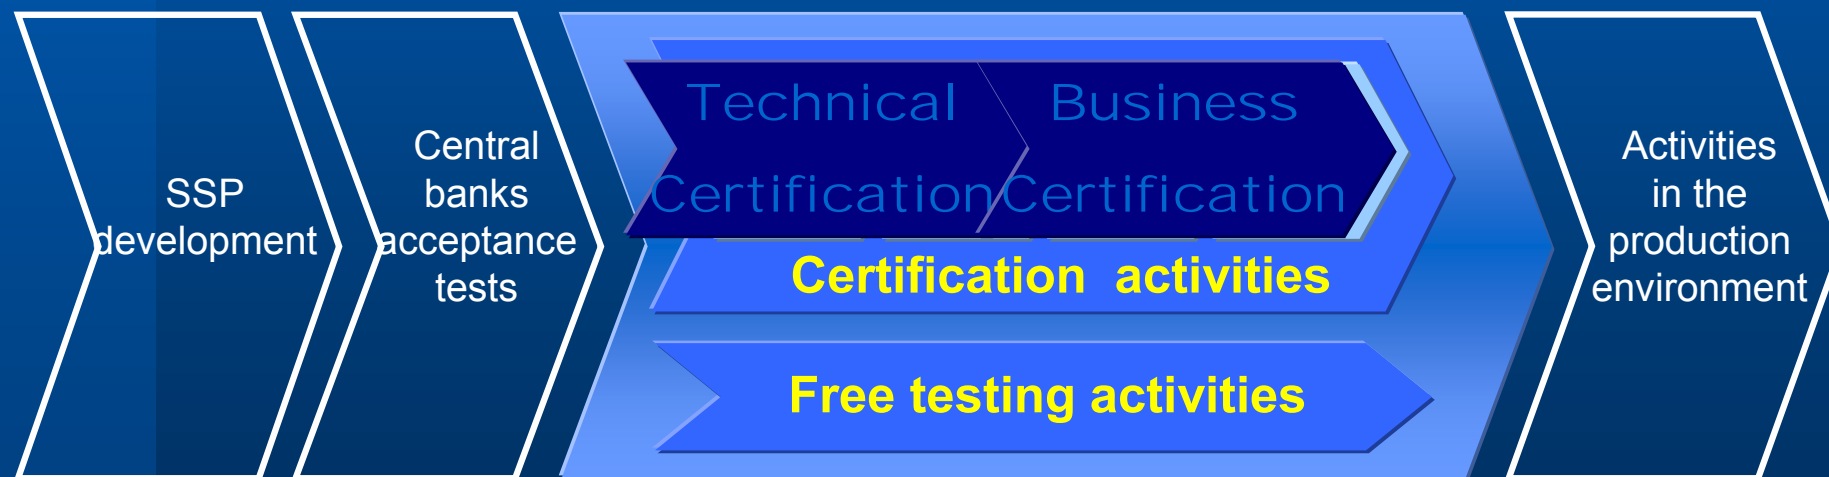 SSP
development
Central
banks
acceptance
tests
Technical
Certification
Business
Certification
Certification activities
Free testing activities
Activities
in the
production
environment